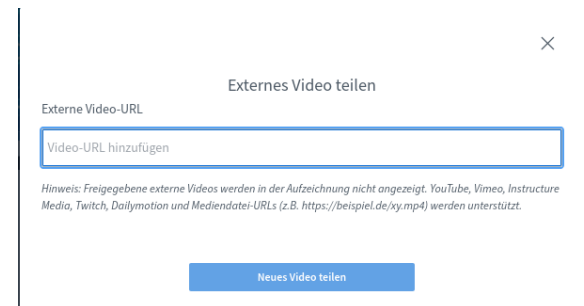 Externes Video teilen
Externe Video-URL
Video-URL hinzufügen
Hinweis: Freigegebene externe Videos werden in der Aufzeichnung nicht angezeigt. YouTube, Vimeo, Instructure
Media, Twitch, Dailymotion und Mediendatei-URLs (z.B. https://beispiel.de/xy.mp4) werden unterstützt.
Neues Video teilen